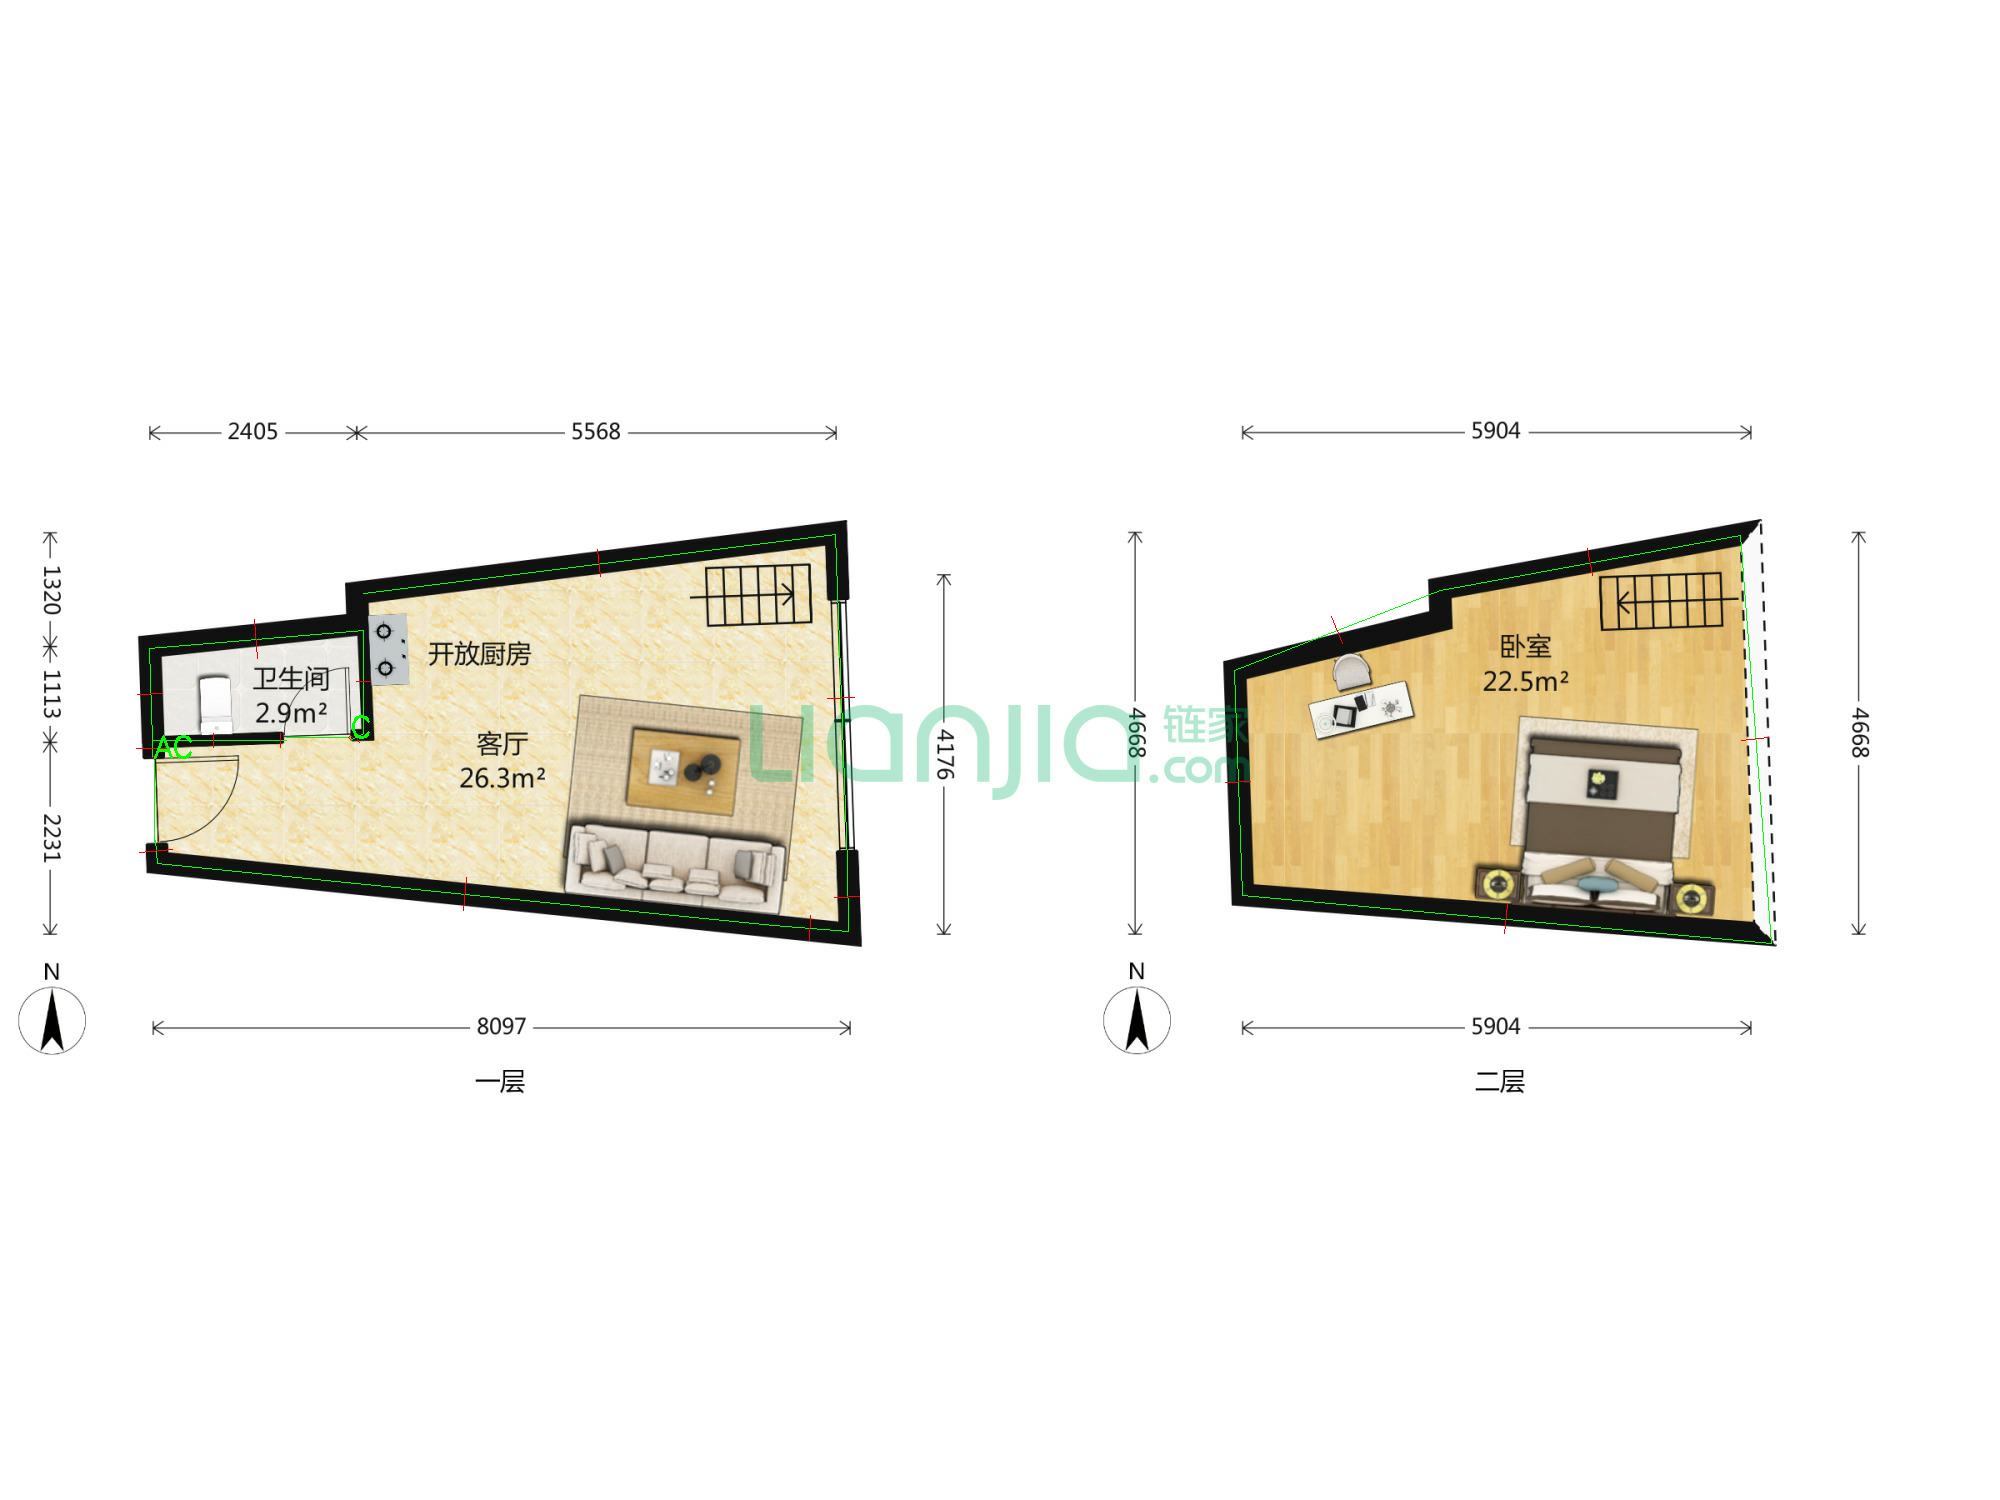 2405
5568
5904
1320
1113
2231
卫生间
2.9m²
开放厨房
客厅
26.3m²
AC
C
4176
4668
卧室
22.5m²
4668
Lianjia
链家
.com
N
N
8097
5904
一层
二层